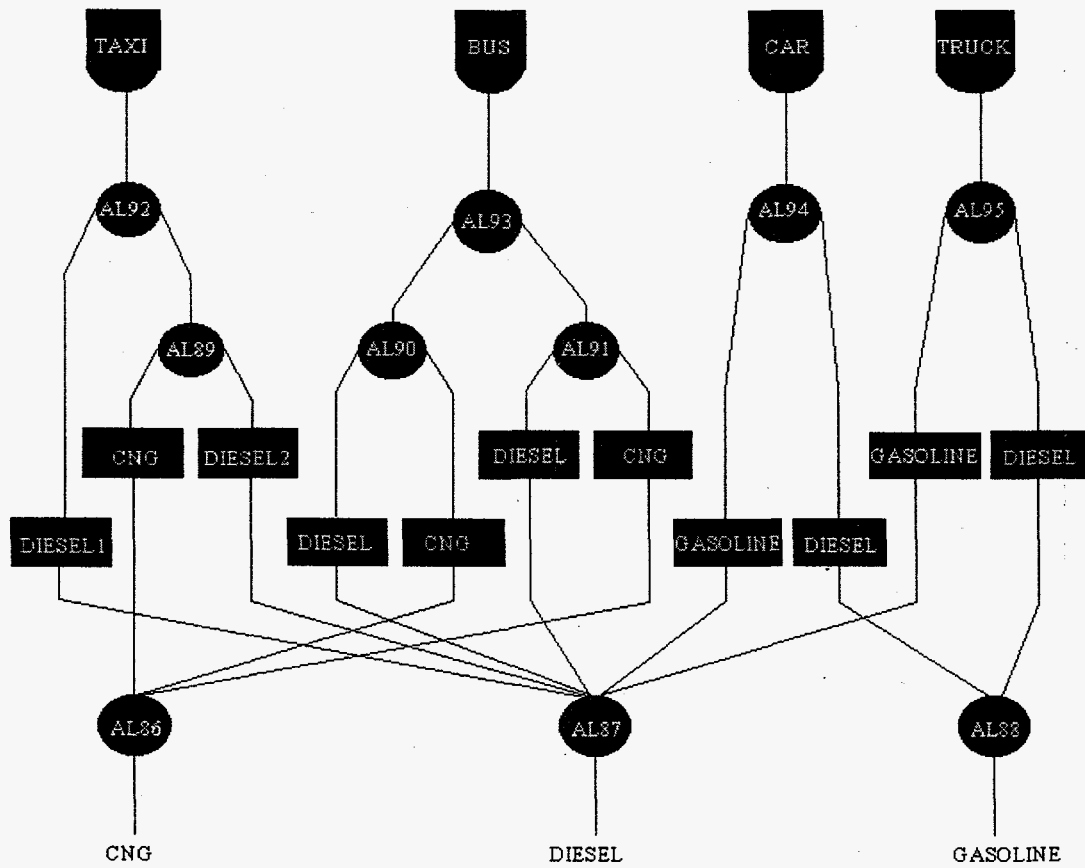 TAXI
BUS
CAR
TRUCK
AL92
AL93
AL94
AL95
AL89
AL90
AL91
CNG
DIESEL2
DIESEL
CNG
GASOLINE
DIESEL
DIESEL1
DIESEL
CNG
GASOLINE
DIESEL
AL86
AL87
AL88
CNG
DIESEL
GASOLINE